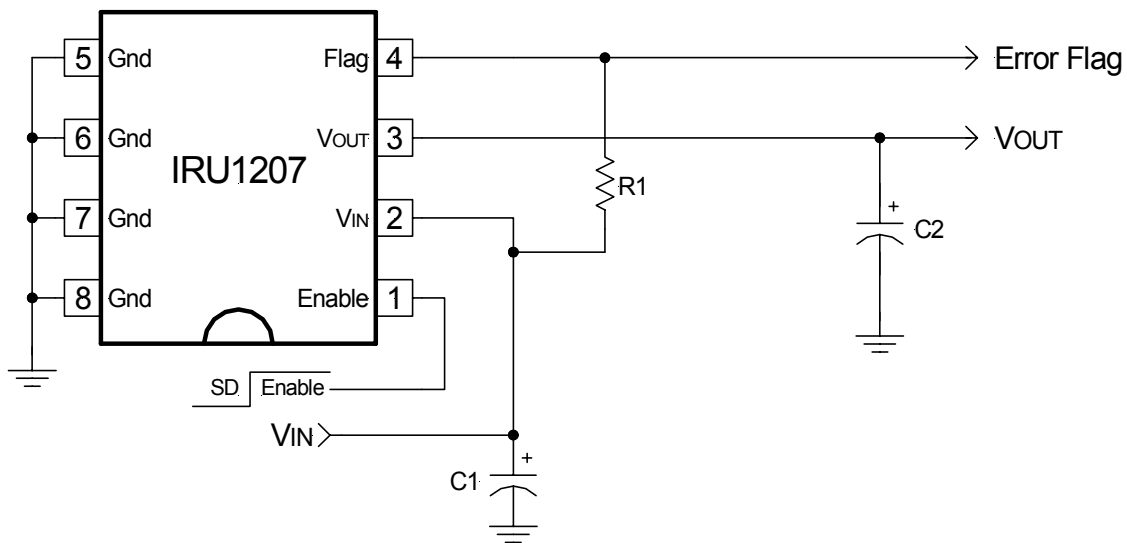 5 Gnd Flag 4 Error Flag
6 Gnd VOUT 3 VOUT
IRU1207
R1
7 Gnd VIN 2
+
C2
8 Gnd Enable 1
SD Enable
VIN
+
C1